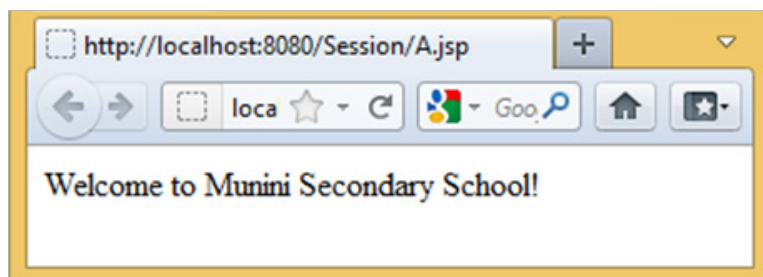 http://localhost:8080/Session/A.jsp
loca
Goo
Welcome to Munini Secondary School!